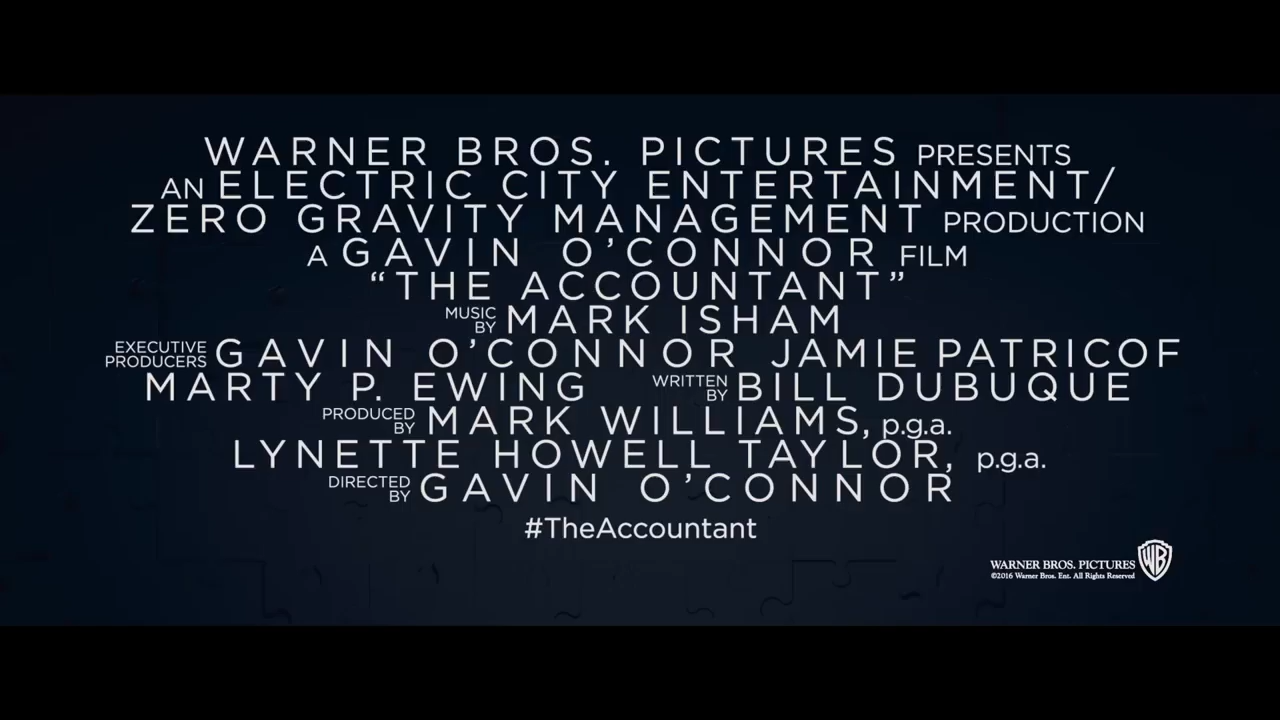 WARNER BROS. PICTURES PRESENTS
AN ELECTRIC CITY ENTERTAINMENT/
ZERO GRAVITY MANAGEMENT PRODUCTION
A GAVIN O'CONNOR FILM
"THE ACCOUNTANT"
MUSIC BY MARK ISHAM
EXECUTIVE PRODUCERS GAVIN O'CONNOR JAMIE PATRICOF
MARTY P. EWING WRITTEN BY BILL DUBUQUE
PRODUCED BY MARK WILLIAMS, p.g.a.
LYNETTE HOWELL TAYLOR, p.g.a.
DIRECTED BY GAVIN O'CONNOR
#TheAccountant
WARNER BROS. PICTURES WB
©2016 Warner Bros. Ent. All Rights Reserved